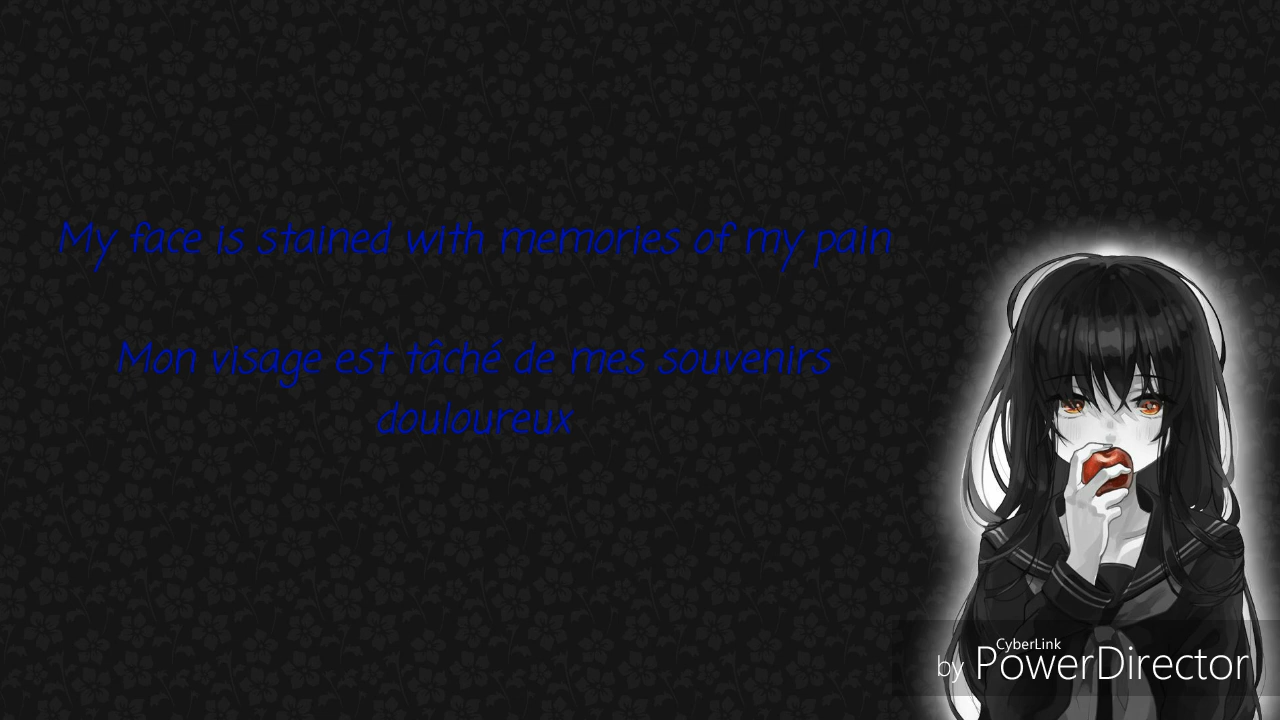 My face is stained with memories of my pain
Mon visage est tâché de mes souvenirs
douloureux
CyberLink
by PowerDirector